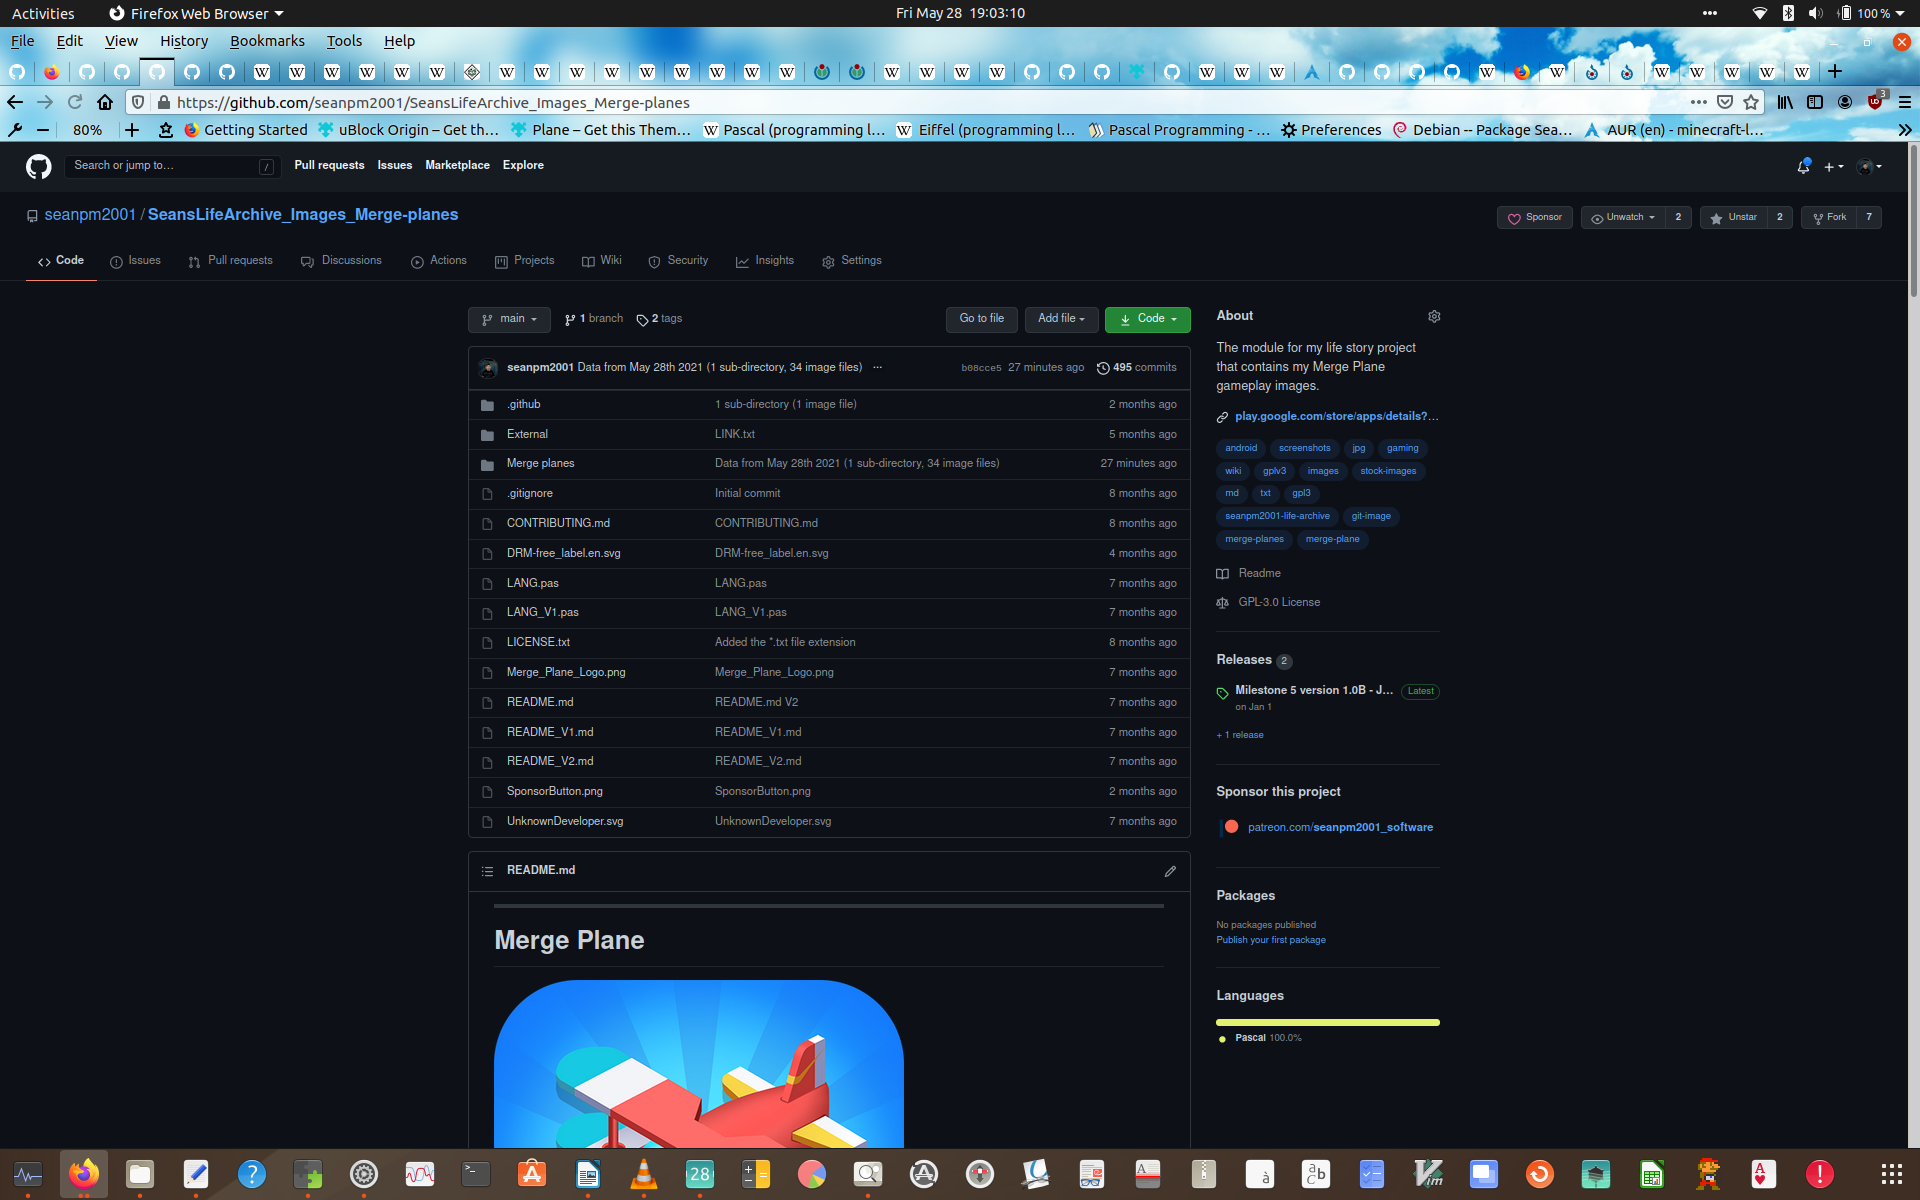 Activities
Firefox Web Browser
Fri May 28 19:03:10
100 %
File Edit View History Bookmarks Tools Help
https://github.com/seanpm2001/SeansLifeArchive_Images_Merge-planes
3
80%
Getting Started
uBlock Origin – Get th…
Plane – Get this Them…
Pascal (programming l…
Eiffel (programming l…
Pascal Programming - …
Preferences
Debian -- Package Sea…
AUR (en) - minecraft-l…
Search or jump to…
/
Pull requests Issues Marketplace Explore
seanpm2001 / SeansLifeArchive_Images_Merge-planes
Sponsor
Unwatch 2
Unstar 2
Fork 7
Code Issues Pull requests Discussions Actions Projects Wiki Security Insights Settings
main 1 branch 2 tags
Go to file Add file Code
seanpm2001 Data from May 28th 2021 (1 sub-directory, 34 image files) ... b08cce5 27 minutes ago 495 commits
.github 1 sub-directory (1 image file) 2 months ago
External LINK.txt 5 months ago
Merge planes Data from May 28th 2021 (1 sub-directory, 34 image files) 27 minutes ago
.gitignore Initial commit 8 months ago
CONTRIBUTING.md CONTRIBUTING.md 8 months ago
DRM-free_label.en.svg DRM-free_label.en.svg 4 months ago
LANG.pas LANG.pas 7 months ago
LANG_V1.pas LANG_V1.pas 7 months ago
LICENSE.txt Added the *.txt file extension 8 months ago
Merge_Plane_Logo.png Merge_Plane_Logo.png 7 months ago
README.md README.md V2 7 months ago
README_V1.md README_V1.md 7 months ago
README_V2.md README_V2.md 7 months ago
SponsorButton.png SponsorButton.png 2 months ago
UnknownDeveloper.svg UnknownDeveloper.svg 7 months ago
README.md
Merge Plane
About
The module for my life story project
that contains my Merge Plane
gameplay images.
play.google.com/store/apps/details?…
android screenshots jpg gaming
wiki gplv3 images stock-images
md txt gpl3
seanpm2001-life-archive git-image
merge-planes merge-plane
Readme
GPL-3.0 License
Releases 2
Milestone 5 version 1.0B - J… Latest
on Jan 1
+ 1 release
Sponsor this project
patreon.com/seanpm2001_software
Packages
No packages published
Publish your first package
Languages
Pascal 100.0%
28